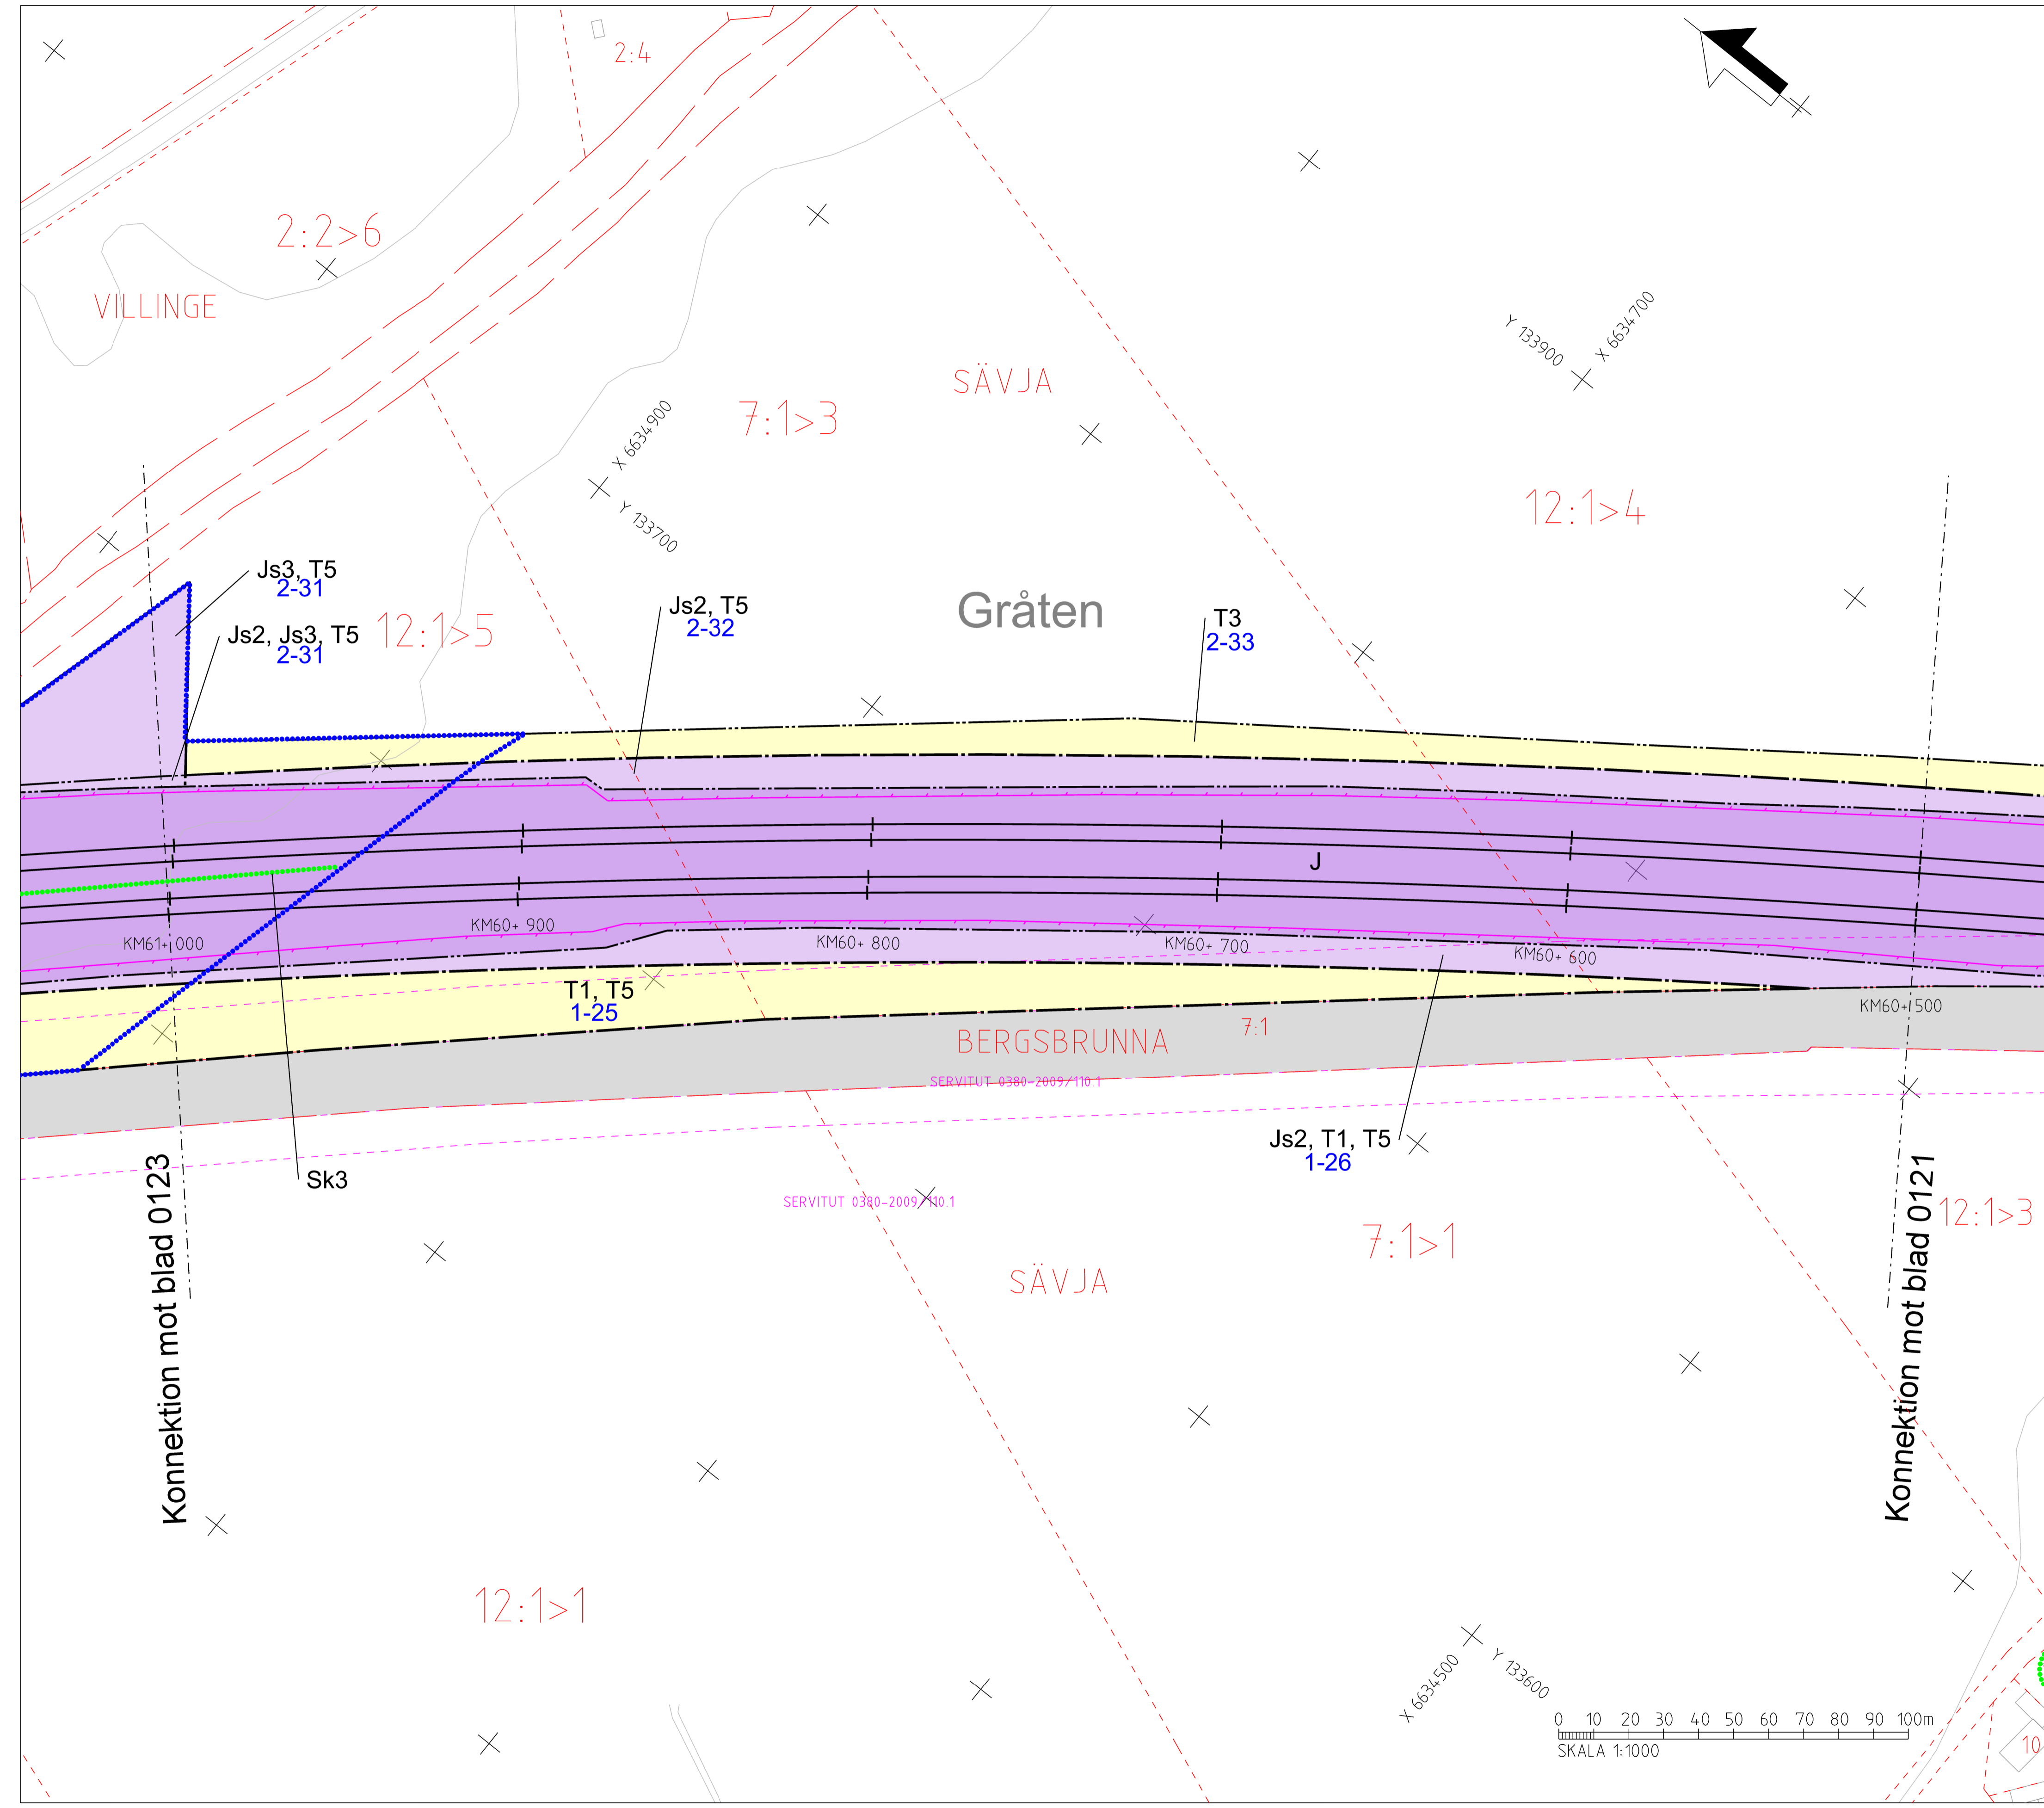 2:4
2:2>6
VILLINGE
Y 133900
X 6634700
SÄVJA
7:1>3
X 6634900
Y 133700
12:1>4
Js3, T5
2-31
Js2, Js3, T5
2-31
12:1>5
Js2, T5
2-32
Gråten
T3
2-33
J
KM61+ 000
KM60+ 900
KM60+ 800
KM60+ 700
KM60+ 600
KM60+ 500
T1, T5
1-25
BERGSBRUNNA
7:1
SERVITUT 0380-2009/110.1
Js2, T1, T5
1-26
Sk3
SERVITUT 0380-2009/110.1
Konnektion mot blad 0123
Konnektion mot blad 0121
12:1>3
7:1>1
SÄVJA
12:1>1
X 6634500
Y 133600
0 10 20 30 40 50 60 70 80 90 100m
SKALA 1:1000
10